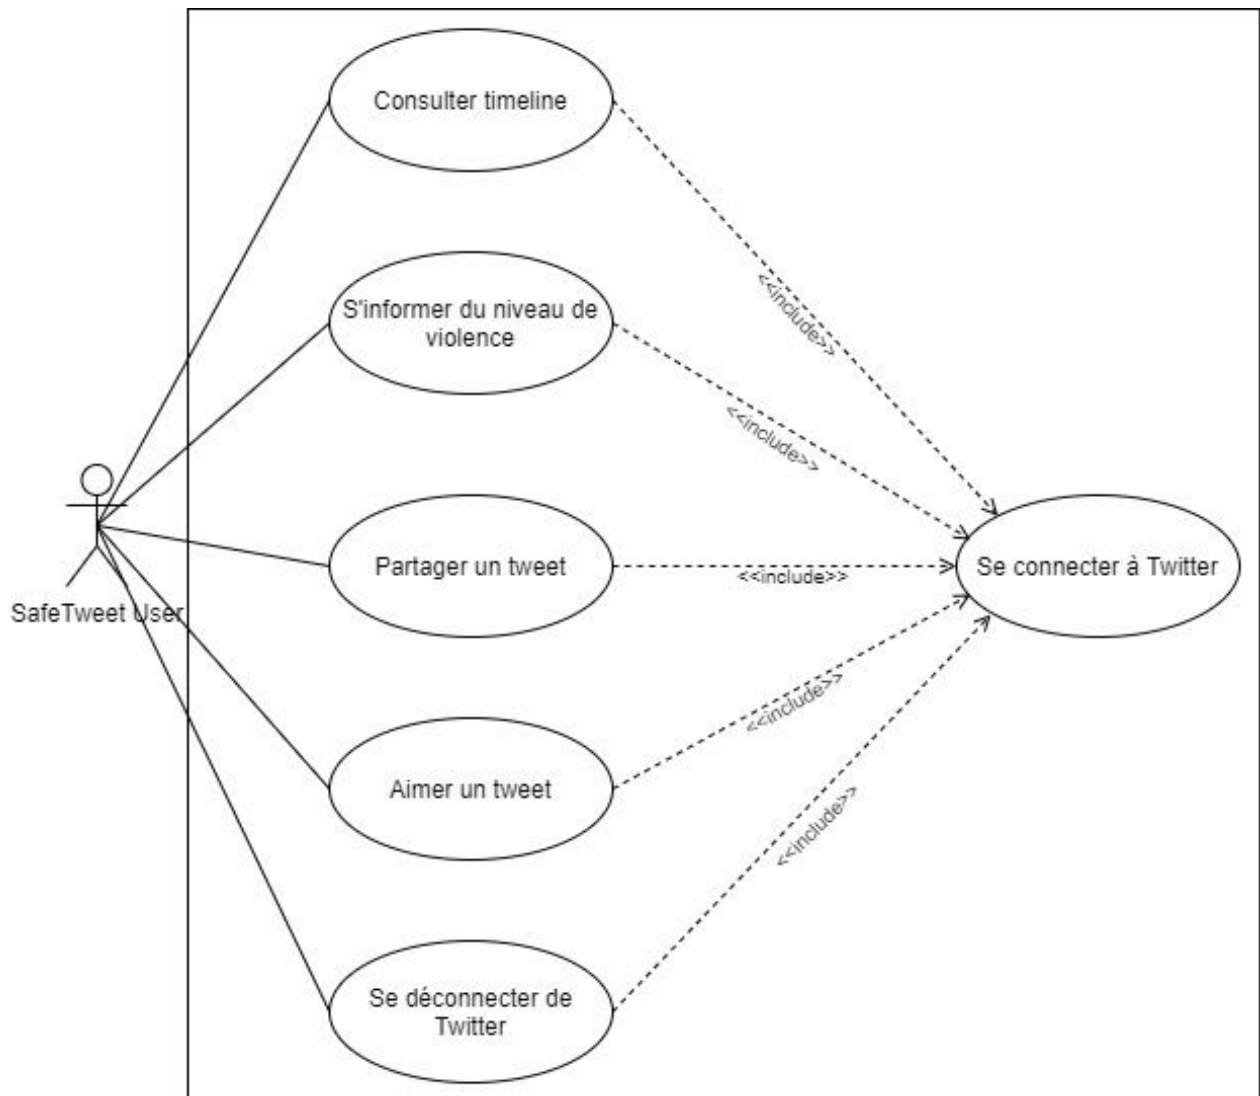 Consulter timeline
<<include>>
S'informer du niveau de
violence
<<include>>
SafeTweet User
Partager un tweet
<<include>>
Se connecter à Twitter
Aimer un tweet
<<include>>
Se déconnecter de
Twitter
<<include>>